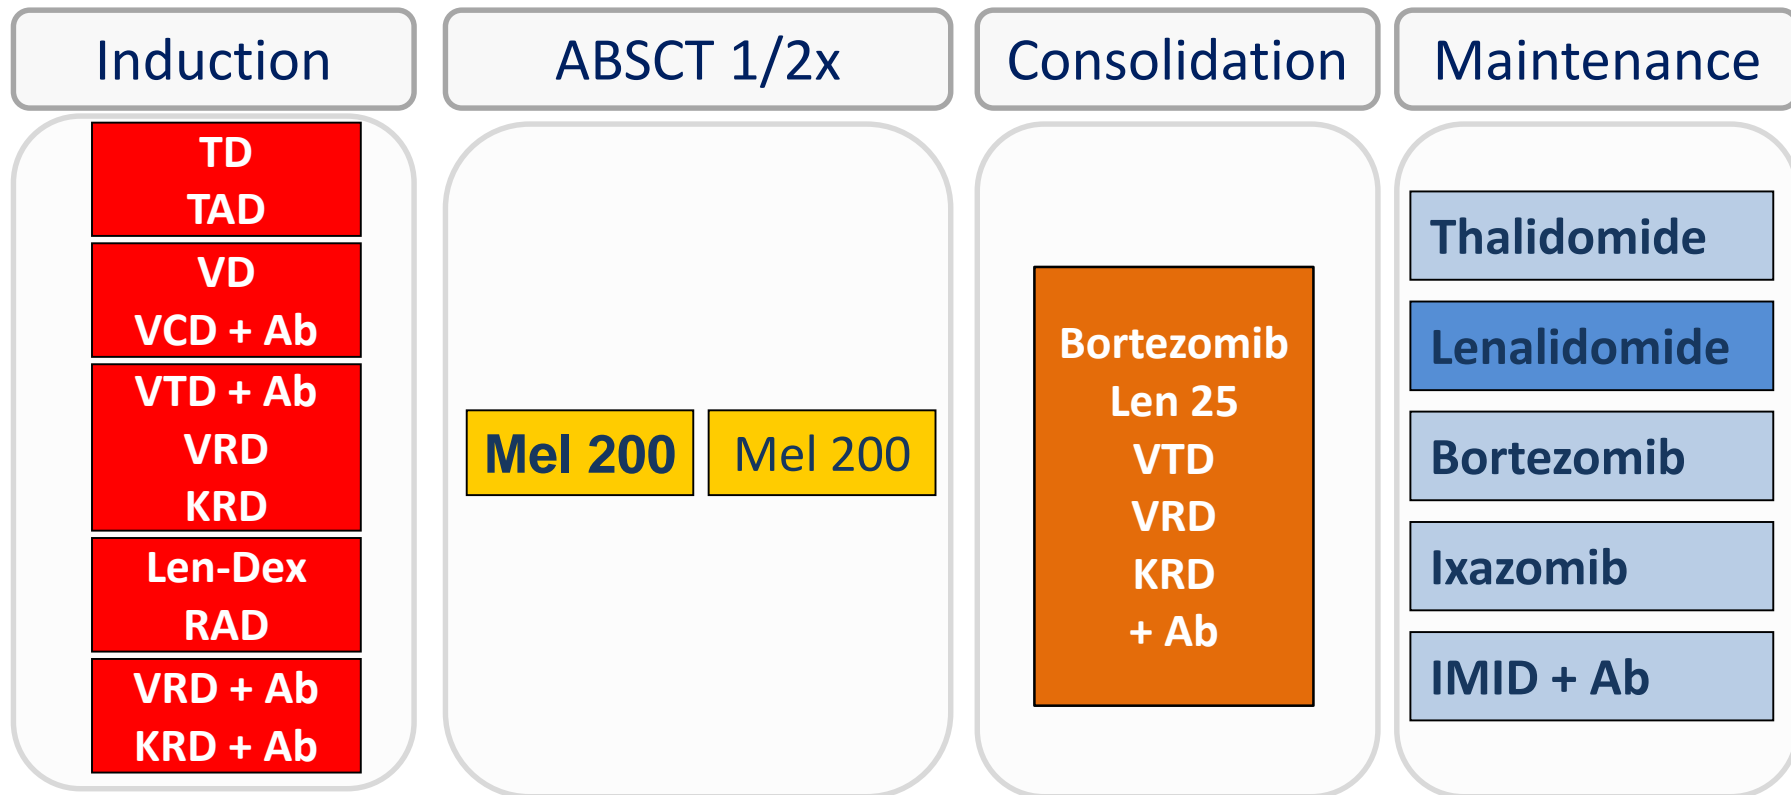 Induction
TD
TAD
VD
VCD + Ab
VTD + Ab
VRD
KRD
Len-Dex
RAD
VRD + Ab
KRD + Ab
ABSCT 1/2x
Mel 200
Mel 200
Consolidation
Bortezomib
Len 25
VTD
VRD
KRD
+ Ab
Maintenance
Thalidomide
Lenalidomide
Bortezomib
Ixazomib
IMID + Ab